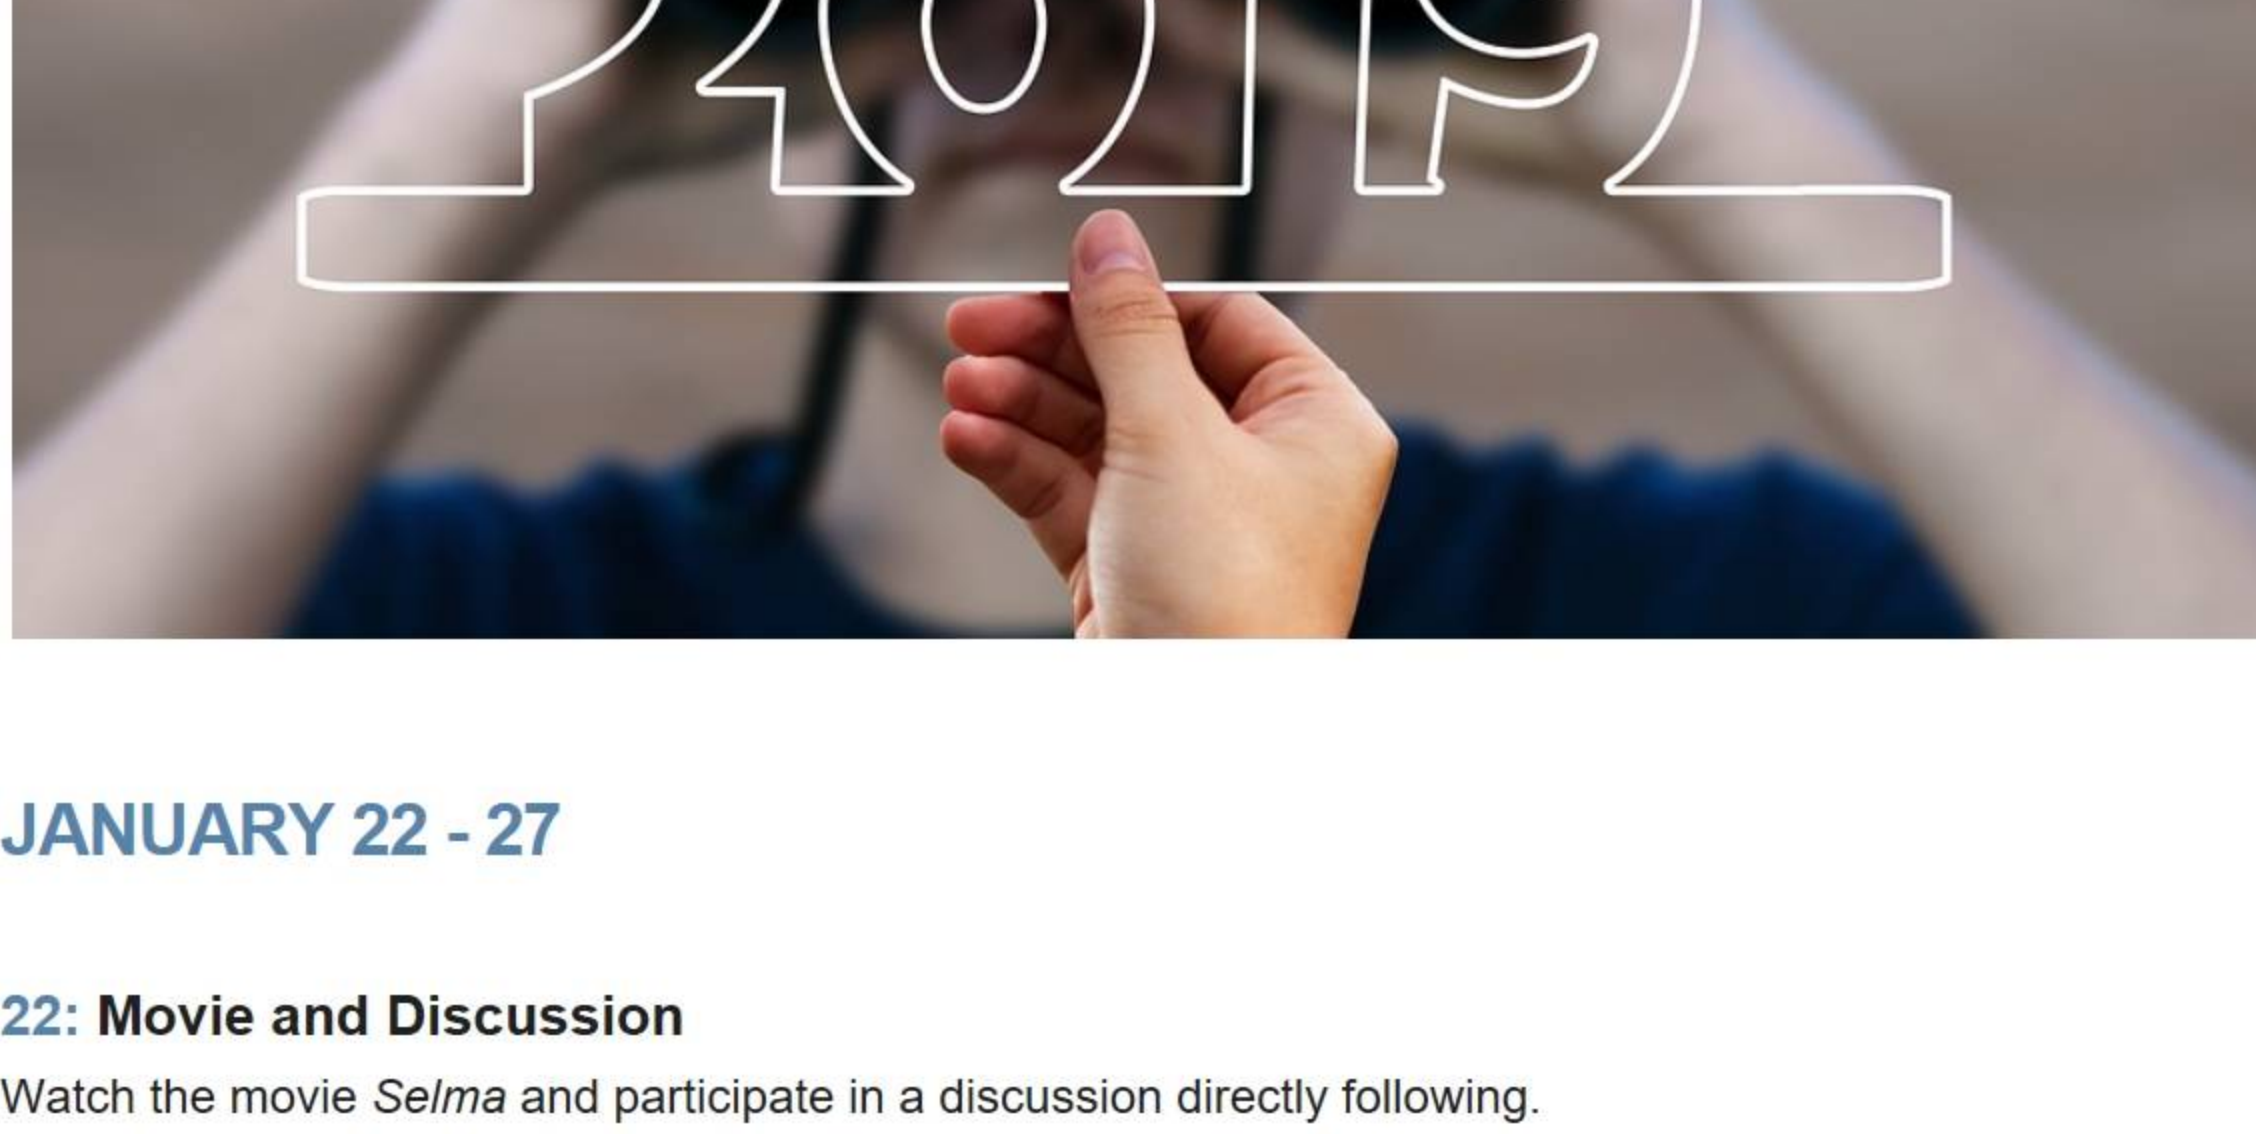 2019
JANUARY 22 - 27
22: Movie and Discussion
Watch the movie Selma and participate in a discussion directly following.